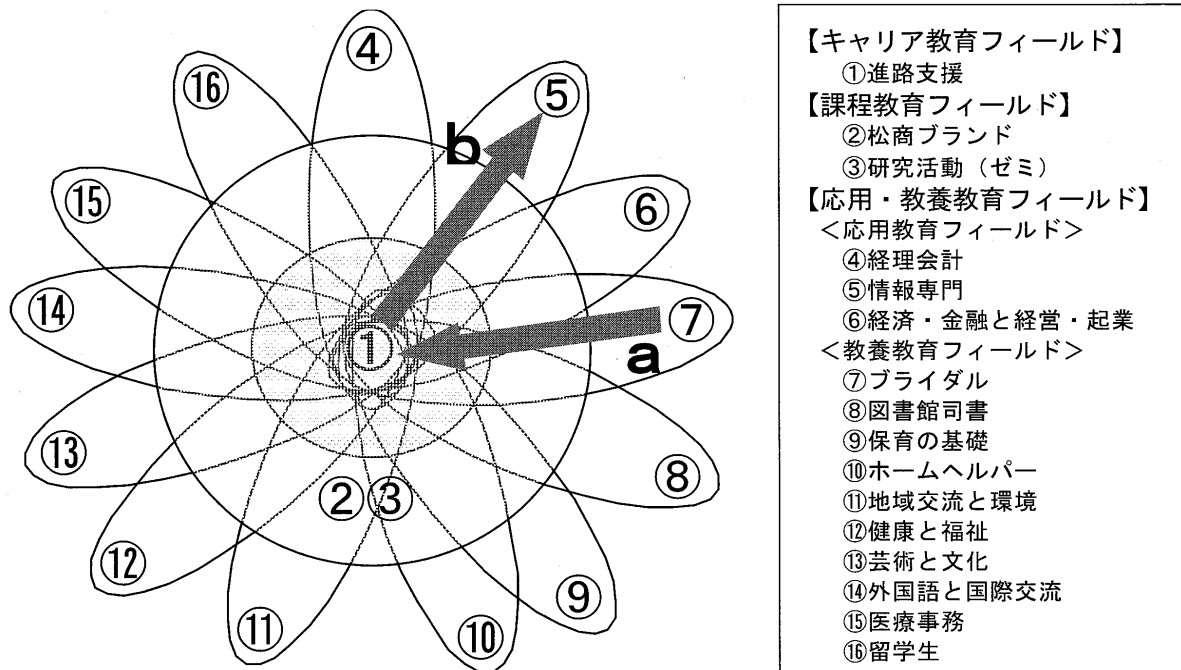 ④
⑤
⑯
b
⑮
⑥
⑭
⑦
①
a
⑬
⑧
②
③
⑫
⑨
⑪
⑩
【キャリア教育フィールド】
①進路支援
【課程教育フィールド】
②松商ブランド
③研究活動（ゼミ）
【応用・教養教育フィールド】
＜応用教育フィールド＞
④経理会計
⑤情報専門
⑥経済・金融と経営・起業
＜教養教育フィールド＞
⑦ブライダル
⑧図書館司書
⑨保育の基礎
⑩ホームヘルパー
⑪地域交流と環境
⑫健康と福祉
⑬芸術と文化
⑭外国語と国際交流
⑮医療事務
⑯留学生